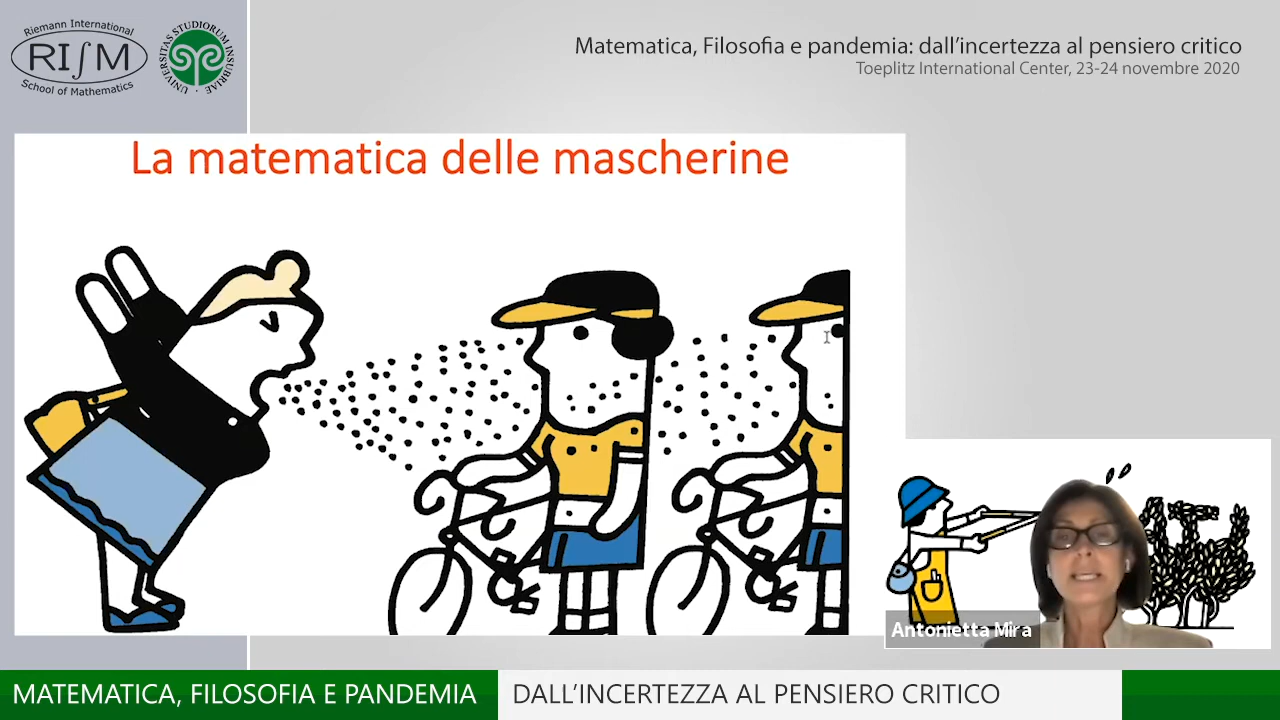 Riemann International
RI∫M
School of Mathematics
UNIVERSITAS STUDIORUM INSUBRIAE
Matematica, Filosofia e pandemia: dall'incertezza al pensiero critico
Toeplitz International Center, 23-24 novembre 2020
La matematica delle mascherine
Antonietta Mira
MATEMATICA, FILOSOFIA E PANDEMIA
DALL'INCERTEZZA AL PENSIERO CRITICO